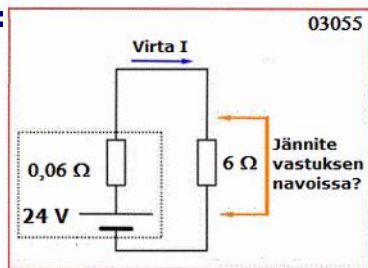 03055
Virta I
0,06 Ω
6 Ω
Jännite
vastuksen
navoissa?
24 V